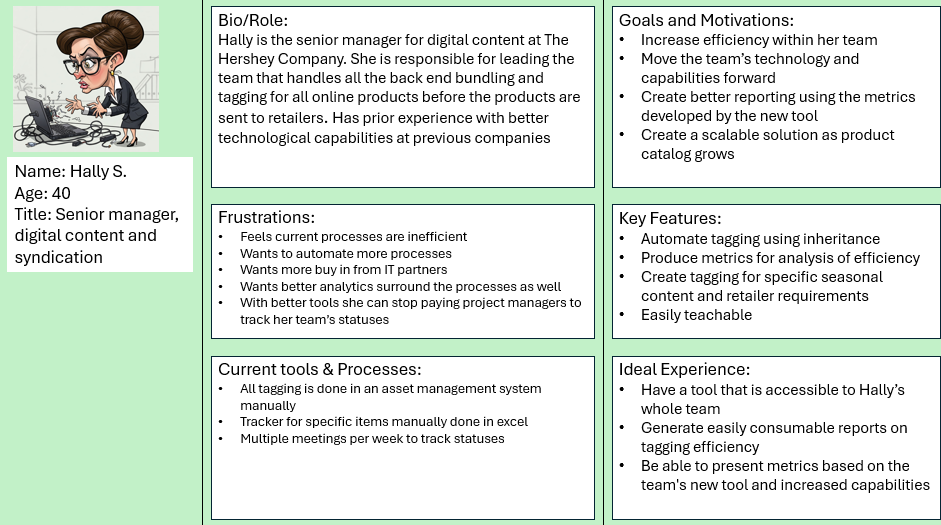 Name: Hally S.
Age: 40
Title: Senior manager,
digital content and
syndication
Bio/Role:
Hally is the senior manager for digital content at The
Hershey Company. She is responsible for leading the
team that handles all the back end bundling and
tagging for all online products before the products are
sent to retailers. Has prior experience with better
technological capabilities at previous companies
Frustrations:
• Feels current processes are inefficient
• Wants to automate more processes
• Wants more buy in from IT partners
• Wants better analytics surround the processes as well
• With better tools she can stop paying project managers to
track her team's statuses
Current tools & Processes:
• All tagging is done in an asset management system
manually
• Tracker for specific items manually done in excel
• Multiple meetings per week to track statuses
Goals and Motivations:
• Increase efficiency within her team
• Move the team's technology and
capabilities forward
• Create better reporting using the metrics
developed by the new tool
• Create a scalable solution as product
catalog grows
Key Features:
• Automate tagging using inheritance
• Produce metrics for analysis of efficiency
• Create tagging for specific seasonal
content and retailer requirements
• Easily teachable
Ideal Experience:
• Have a tool that is accessible to Hally's
whole team
• Generate easily consumable reports on
tagging efficiency
• Be able to present metrics based on the
team's new tool and increased capabilities